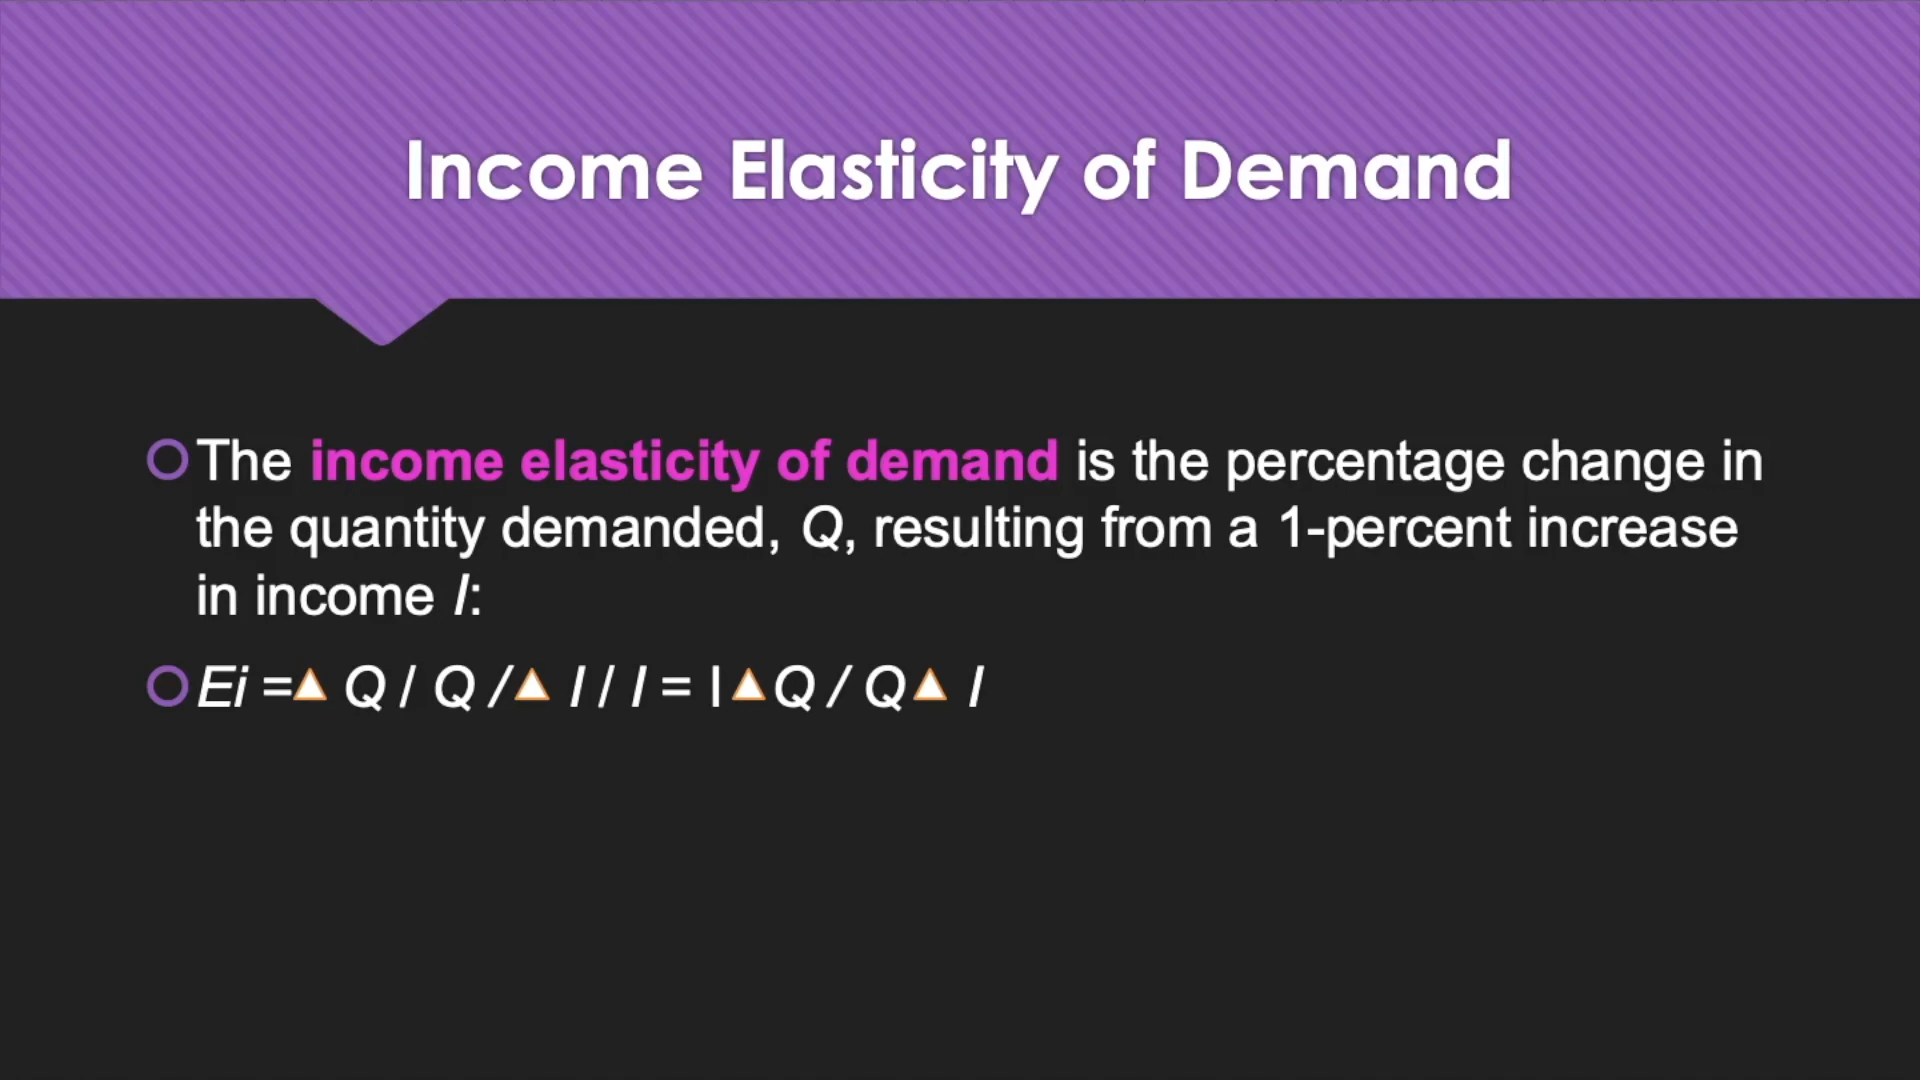 Income Elasticity of Demand
The income elasticity of demand is the percentage change in
the quantity demanded, Q, resulting from a 1-percent increase
in income I:
Ei =▲ Q / Q /▲ I / I = I▲Q / Q▲ I